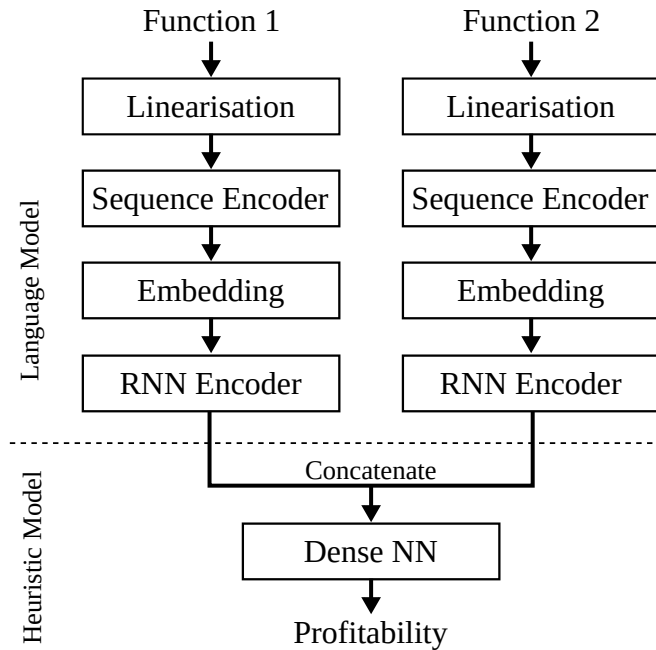 Function 1
Function 2
Linearisation
Linearisation
Sequence Encoder
Sequence Encoder
Embedding
Embedding
RNN Encoder
RNN Encoder
Language Model
Concatenate
Dense NN
Profitability
Heuristic Model